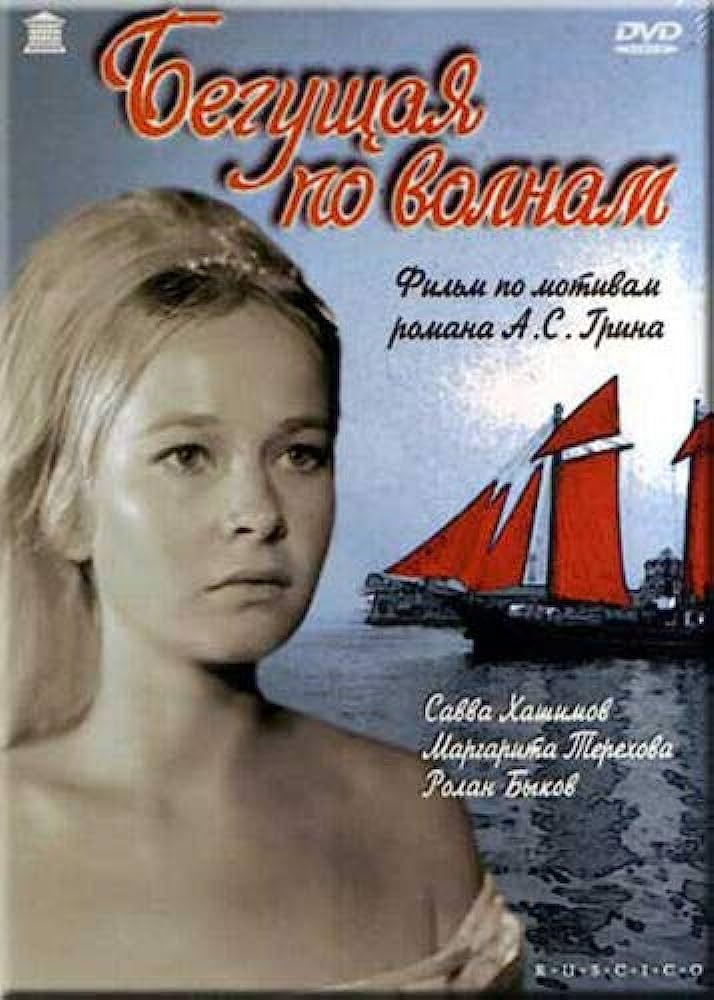 DVD
Бегущая
по волнам
Фильм по мотивам
романа А.С. Грина
Савва Хашимов
Маргарита Терехова
Ролан Быков
R·U·S·C·I·C·O